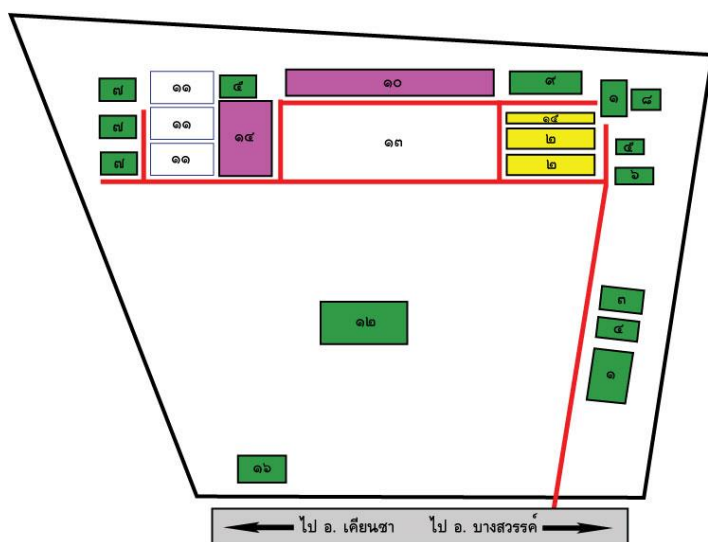 ๗ ๑๑ ๕ ๑๐ ๙ ๑ ๘
๗ ๑๑ ๑๔ ๑๓ ๑๕
๒ ๕
๗ ๑๑ ๒ ๖
๓
๑๒ ๔
๑
๑๖
ไป อ. เคียนซา ไป อ. บางสวรรค์